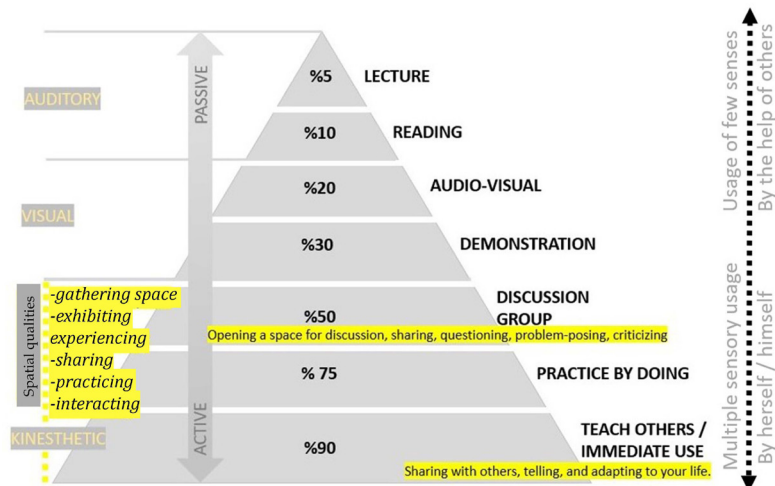 AUDITORY
VISUAL
KINESTHETIC
Spatial qualities
-gathering space
-exhibiting
experiencing
-sharing
-practicing
-interacting
PASSIVE
ACTIVE
%5 LECTURE
%10 READING
%20 AUDIO-VISUAL
%30 DEMONSTRATION
%50 DISCUSSION
GROUP
Opening a space for discussion, sharing, questioning, problem-posing, criticizing
% 75 PRACTICE BY DOING
%90 TEACH OTHERS /
IMMEDIATE USE
Sharing with others, telling, and adapting to your life.
Usage of few senses
By the help of others
Multiple sensory usage
By herself / himself